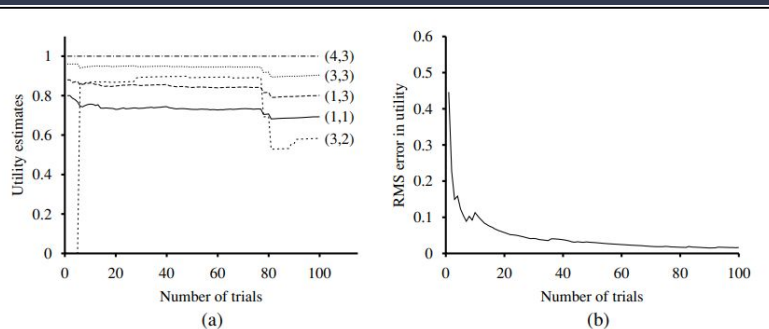 1
0.8
0.6
0.4
0.2
0
Utility estimates
0 20 40 60 80 100
Number of trials
(4,3)
(3,3)
(1,3)
(1,1)
(3,2)
(a)
0.6
0.5
0.4
0.3
0.2
0.1
0
RMS error in utility
0 20 40 60 80 100
Number of trials
(b)